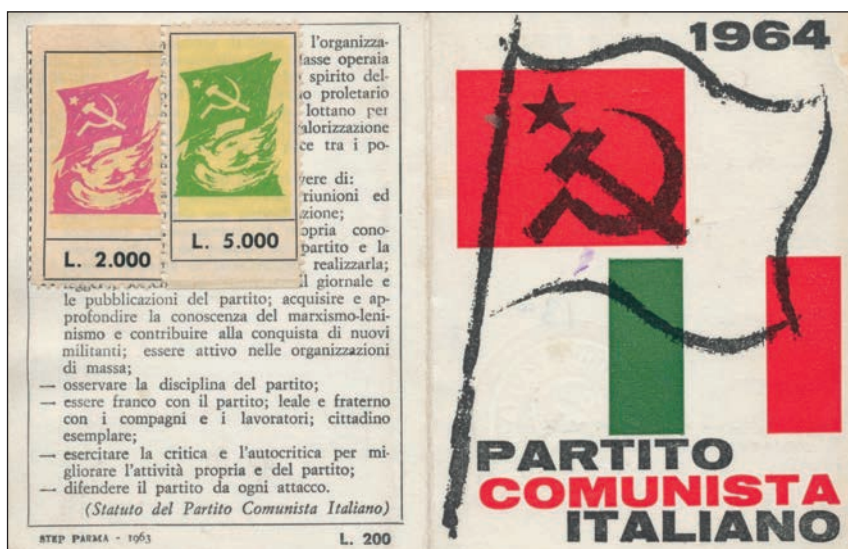 l'organizza-
lasse operaia
spirito del-
o proletario
lottano per
alorizzazione
ce tra i po-
vere di:
riunioni ed
zione;
opria cono-
partito e la
realizzarla;
il giornale e
le pubblicazioni del partito; acquisire e ap-
profondire la conoscenza del marxismo-leni-
nismo e contribuire alla conquista di nuovi
militanti; essere attivo nelle organizzazioni
di massa;
— osservare la disciplina del partito;
— essere franco con il partito; leale e fraterno
con i compagni e i lavoratori; cittadino
esemplare;
— esercitare la critica e l'autocritica per mi-
gliorare l'attività propria e del partito;
— difendere il partito da ogni attacco.
(Statuto del Partito Comunista Italiano)
STEP PARMA - 1963
L. 200
L. 2.000
L. 5.000
1964
PARTITO
COMUNISTA
ITALIANO